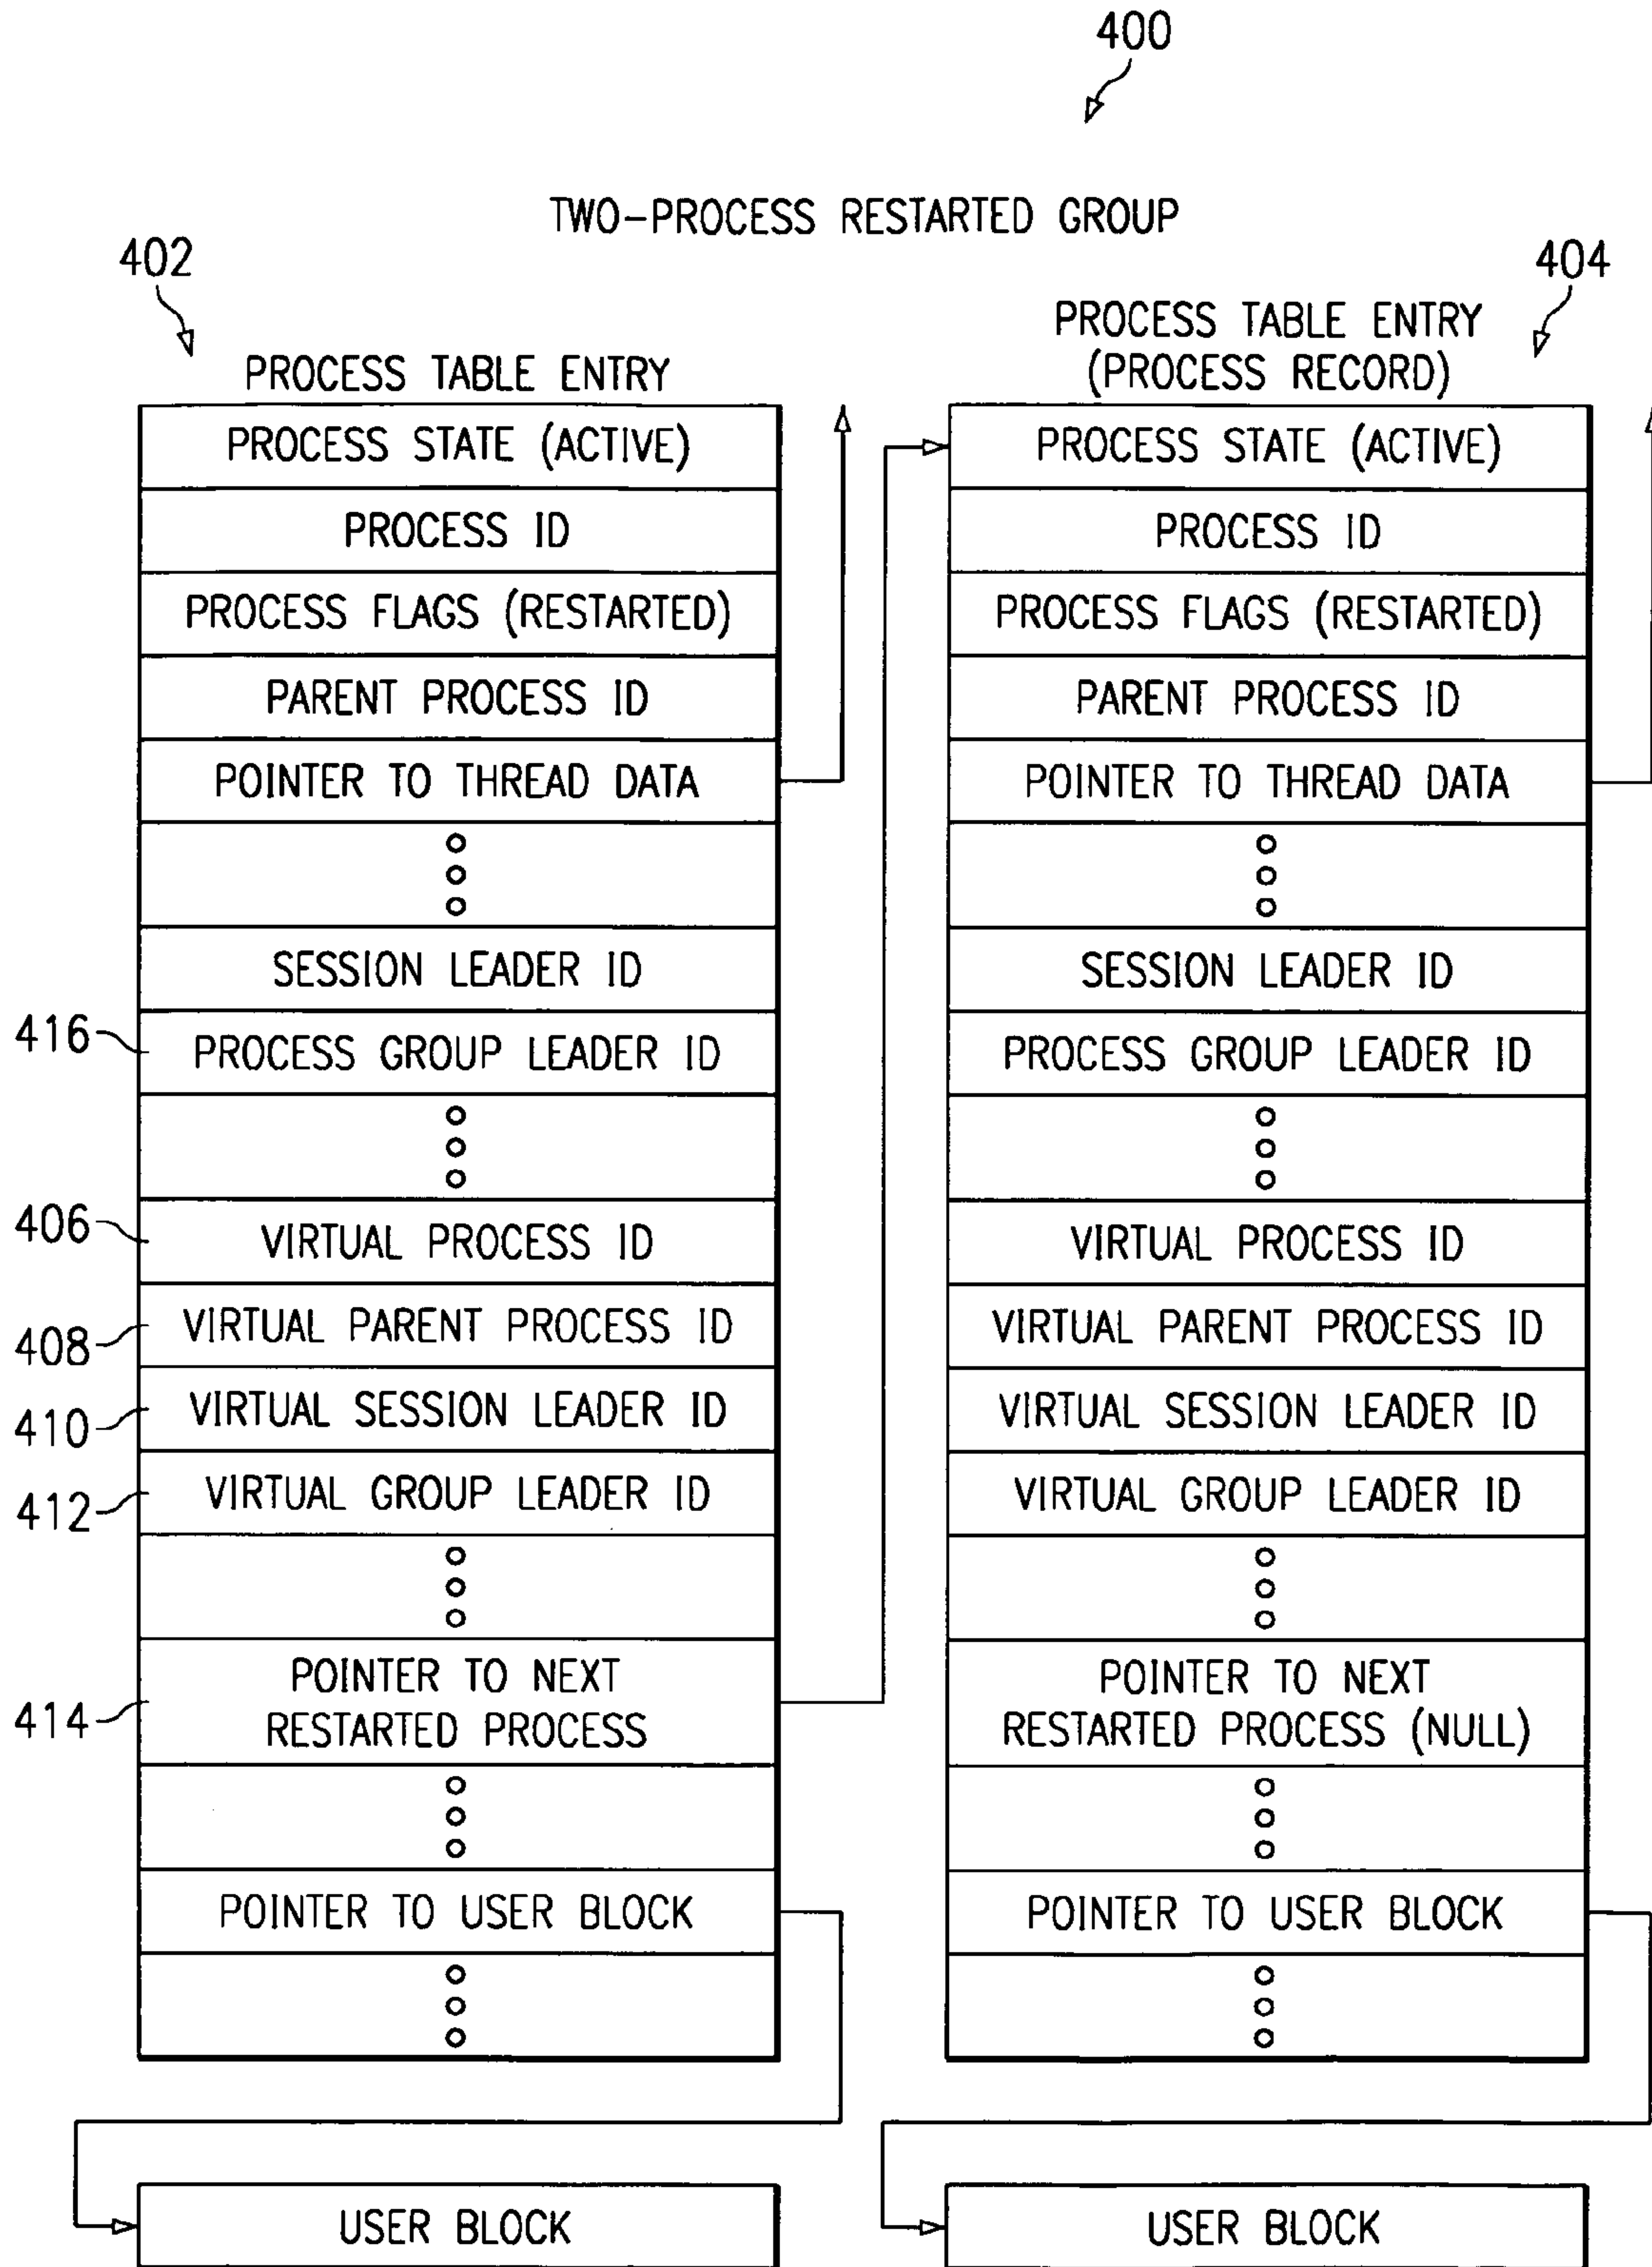 400
TWO-PROCESS RESTARTED GROUP
402
PROCESS TABLE ENTRY
PROCESS STATE (ACTIVE)
PROCESS ID
PROCESS FLAGS (RESTARTED)
PARENT PROCESS ID
POINTER TO THREAD DATA
SESSION LEADER ID
416
PROCESS GROUP LEADER ID
406
VIRTUAL PROCESS ID
408
VIRTUAL PARENT PROCESS ID
410
VIRTUAL SESSION LEADER ID
412
VIRTUAL GROUP LEADER ID
414
POINTER TO NEXT
RESTARTED PROCESS
POINTER TO USER BLOCK
USER BLOCK
404
PROCESS TABLE ENTRY
(PROCESS RECORD)
PROCESS STATE (ACTIVE)
PROCESS ID
PROCESS FLAGS (RESTARTED)
PARENT PROCESS ID
POINTER TO THREAD DATA
SESSION LEADER ID
PROCESS GROUP LEADER ID
VIRTUAL PROCESS ID
VIRTUAL PARENT PROCESS ID
VIRTUAL SESSION LEADER ID
VIRTUAL GROUP LEADER ID
POINTER TO NEXT
RESTARTED PROCESS (NULL)
POINTER TO USER BLOCK
USER BLOCK